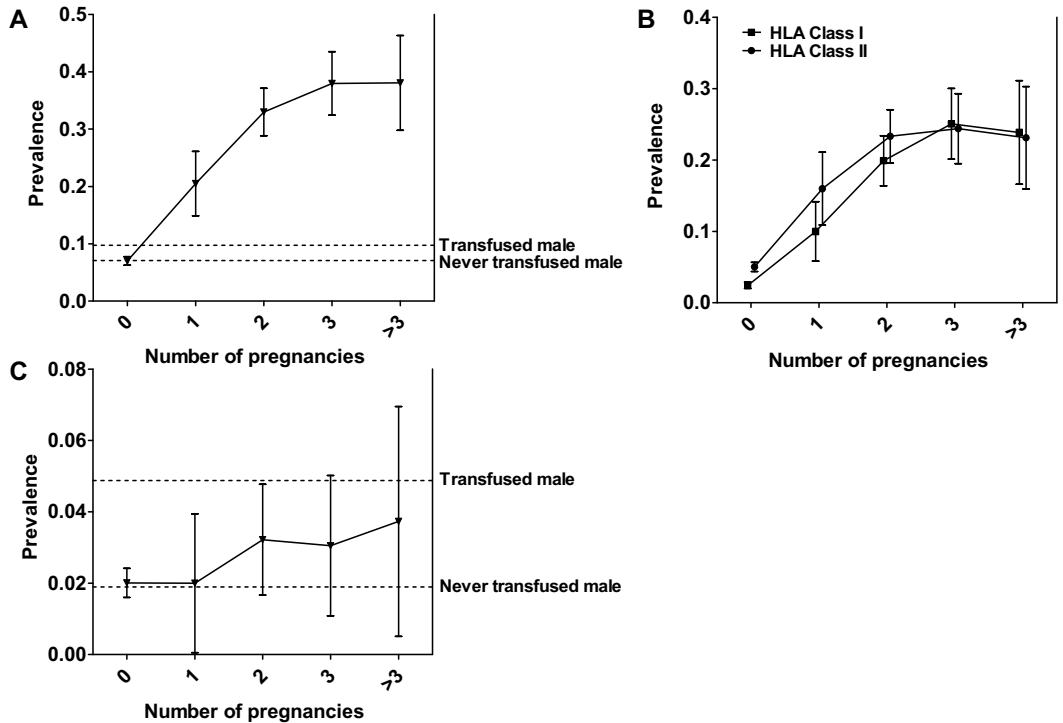 A
Prevalence
0.5
0.4
0.3
0.2
0.1
0.0
Transfused male
Never transfused male
0 1 2 3 >3
Number of pregnancies
B
Prevalence
0.4
0.3
0.2
0.1
0.0
HLA Class I
HLA Class II
0 1 2 3 >3
Number of pregnancies
C
Prevalence
0.08
0.06
0.04
0.02
0.00
Transfused male
Never transfused male
0 1 2 3 >3
Number of pregnancies